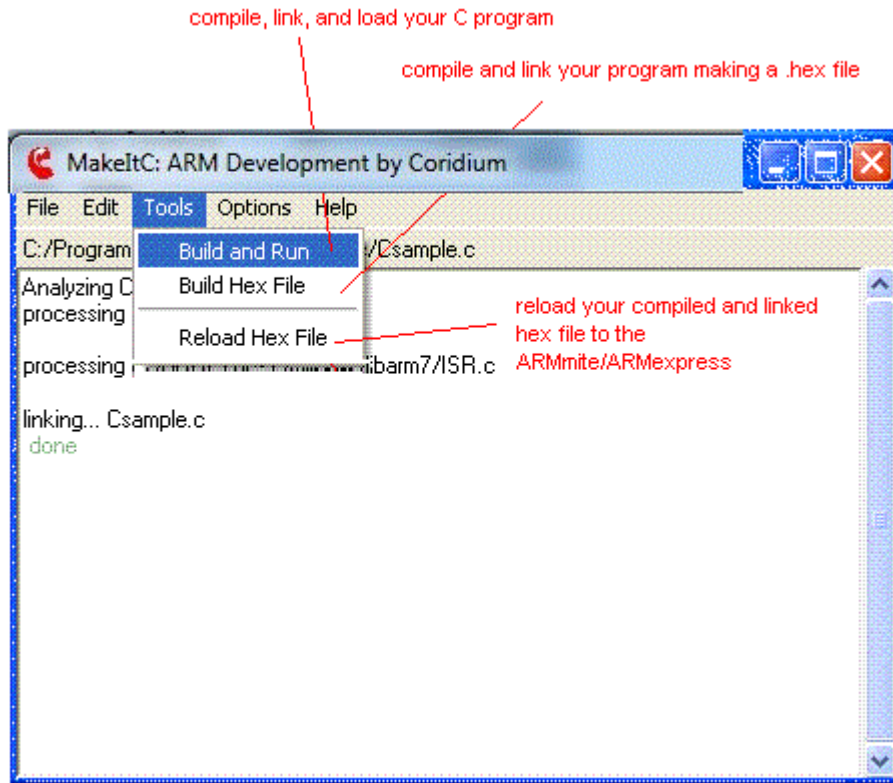 compile, link, and load your C program
compile and link your program making a .hex file
MakeItC: ARM Development by Coridium
File Edit Tools Options Help
C:/Program /Csample.c
Build and Run
Build Hex File
Reload Hex File
Analyzing C
processing
reload your compiled and linked
hex file to the
ARMmite/ARMexpress
processing /ISR.c
linking... Csample.c
done